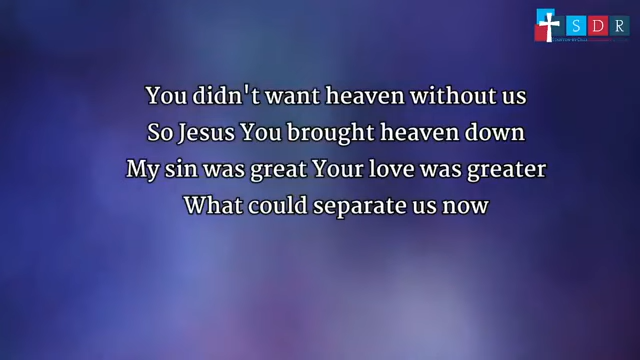 SDR
You didn't want heaven without us
So Jesus You brought heaven down
My sin was great Your love was greater
What could separate us now